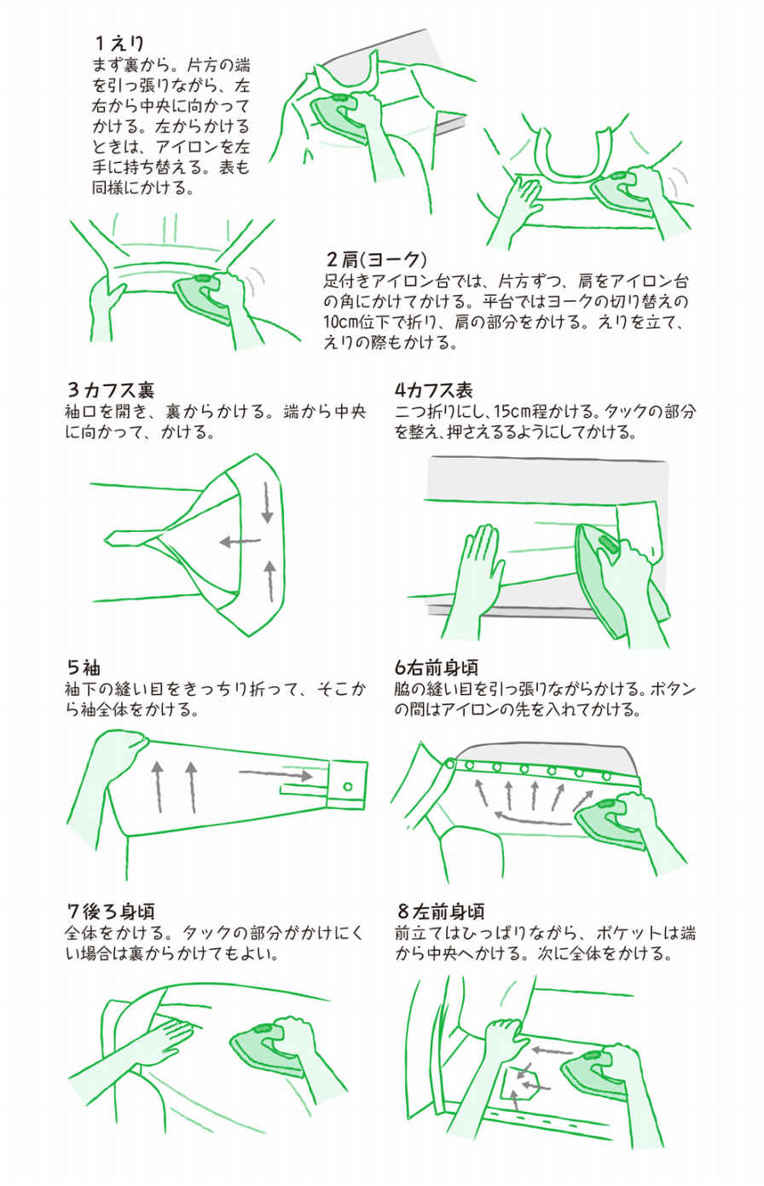 1えり
まず裏から。片方の端
を引っ張りながら、左
右から中央に向かって
かける。左からかける
ときは、アイロンを左
手に持ち替える。表も
同様にかける。
2肩(ヨーク)
足付きアイロン台では、片方ずつ、肩をアイロン台
の角にかけてかける。平台ではヨークの切り替えの
10cm位下で折り、肩の部分をかける。えりを立て、
えりの際もかける。
3カフス裏
袖口を開き、裏からかける。端から中央
に向かって、かける。
4カフス表
二つ折りにし、15cm程かける。タックの部分
を整え、押さえるるようにしてかける。
5袖
袖下の縫い目をきっちり折って、そこか
ら袖全体をかける。
6右前身頃
脇の縫い目を引っ張りながらかける。ボタン
の間はアイロンの先を入れてかける。
7後ろ身頃
全体をかける。タックの部分がかけにく
い場合は裏からかけてもよい。
8左前身頃
前立てはひっぱりながら、ポケットは端
から中央へかける。次に全体をかける。